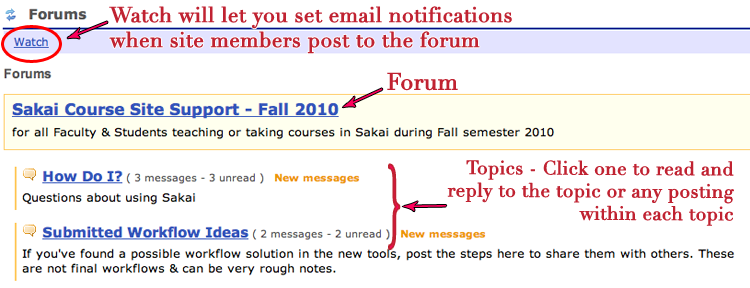 Forums
Watch will let you set email notifications
when site members post to the forum
Watch
Forums
Forum
Sakai Course Site Support - Fall 2010
for all Faculty & Students teaching or taking courses in Sakai during Fall semester 2010
How Do I? ( 3 messages - 3 unread ) New messages
Questions about using Sakai
Topics - Click one to read and
reply to the topic or any posting
within each topic
Submitted Workflow Ideas ( 2 messages - 2 unread ) New messages
If you've found a possible workflow solution in the new tools, post the steps here to share them with others. These
are not final workflows & can be very rough notes.